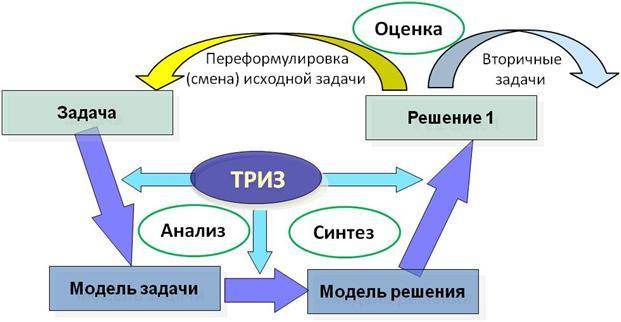 Оценка
Переформулировка
(смена) исходной задачи
Вторичные
задачи
Задача
Решение 1
ТРИЗ
Анализ
Синтез
Модель задачи
Модель решения